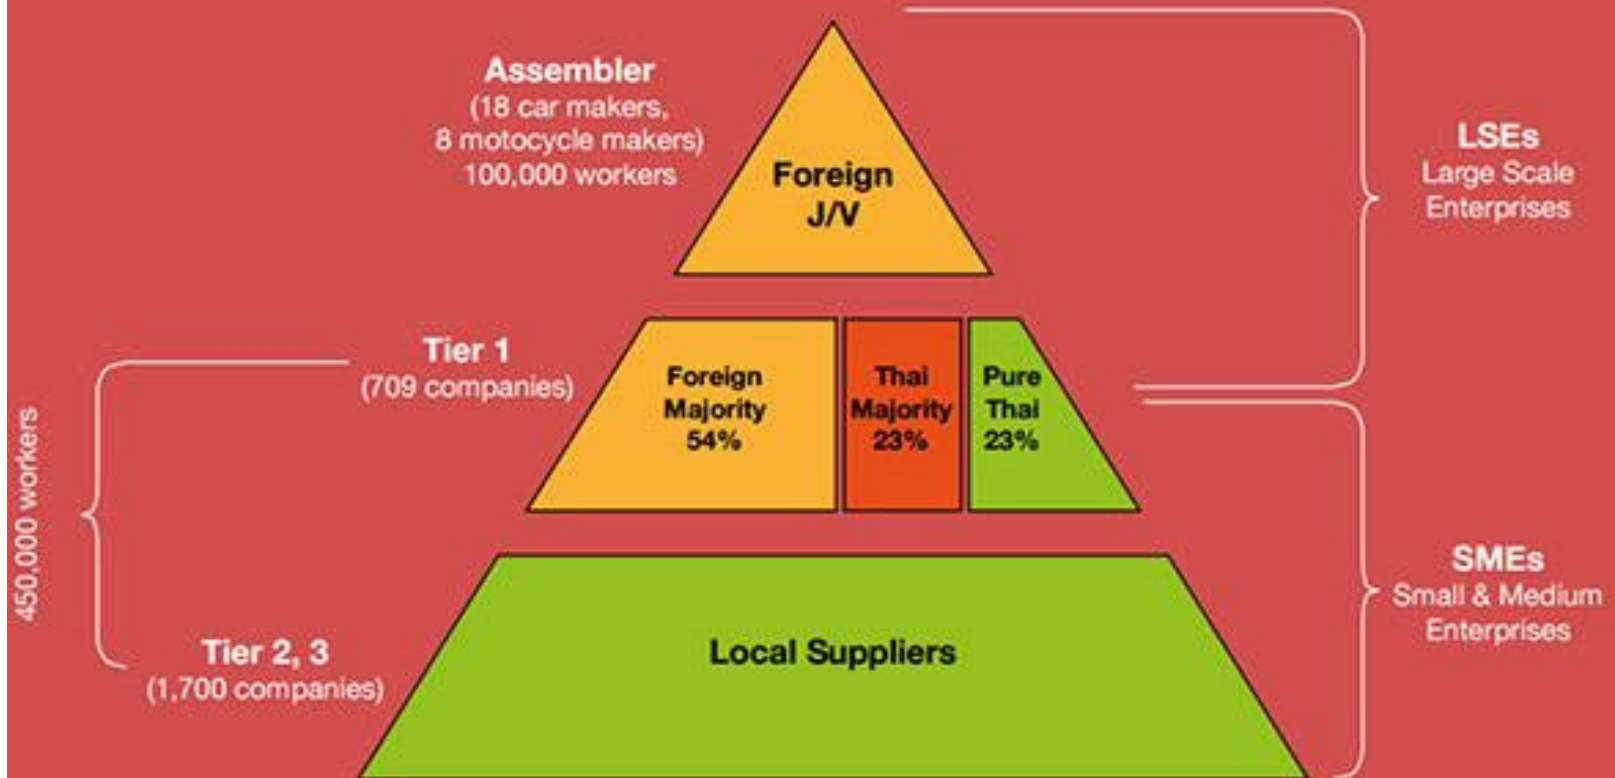 Assembler
(18 car makers,
8 motocycle makers)
100,000 workers
Foreign
J/V
LSEs
Large Scale
Enterprises
Tier 1
(709 companies)
Foreign
Majority
54%
Thai
Majority
23%
Pure
Thai
23%
450,000 workers
Tier 2, 3
(1,700 companies)
Local Suppliers
SMEs
Small & Medium
Enterprises